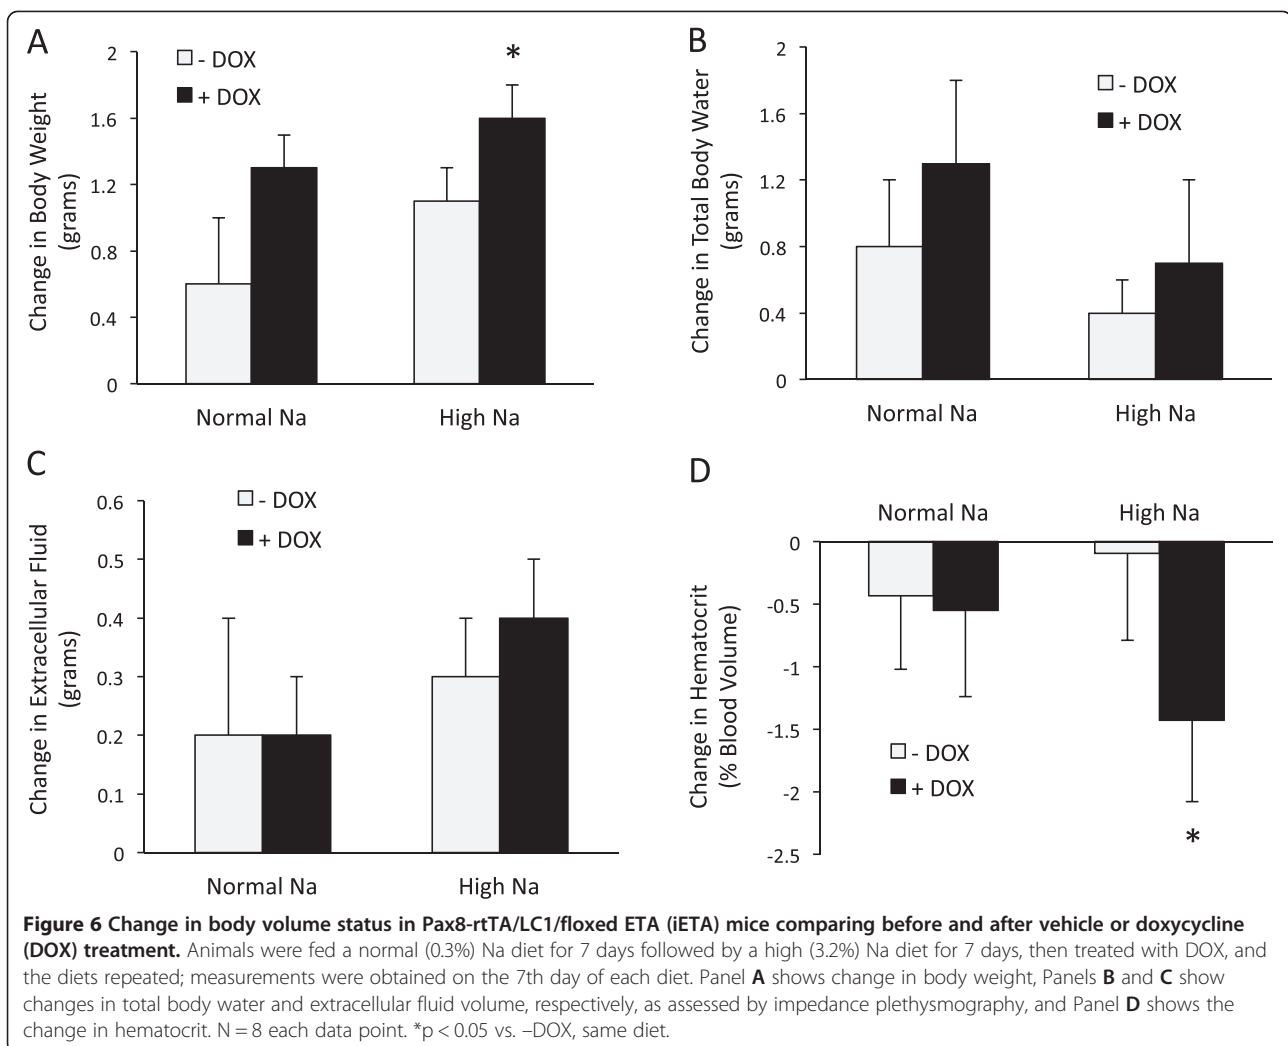 A
- DOX
+ DOX
*
Change in Body Weight
(grams)
2
1.6
1.2
0.8
0.4
0
Normal Na
High Na
B
- DOX
+ DOX
Change in Total Body Water
(grams)
2
1.6
1.2
0.8
0.4
0
Normal Na
High Na
C
- DOX
+ DOX
Change in Extracellular Fluid
(grams)
0.6
0.5
0.4
0.3
0.2
0.1
0
Normal Na
High Na
D
Normal Na
High Na
Change in Hematocrit
(% Blood Volume)
0
-0.5
-1
-1.5
-2
-2.5
- DOX
+ DOX
*
Figure 6 Change in body volume status in Pax8-rtTA/LC1/floxed ETA (iETA) mice comparing before and after vehicle or doxycycline
(DOX) treatment. Animals were fed a normal (0.3%) Na diet for 7 days followed by a high (3.2%) Na diet for 7 days, then treated with DOX, and
the diets repeated; measurements were obtained on the 7th day of each diet. Panel A shows change in body weight, Panels B and C show
changes in total body water and extracellular fluid volume, respectively, as assessed by impedance plethysmography, and Panel D shows the
change in hematocrit. N = 8 each data point. *p < 0.05 vs. –DOX, same diet.